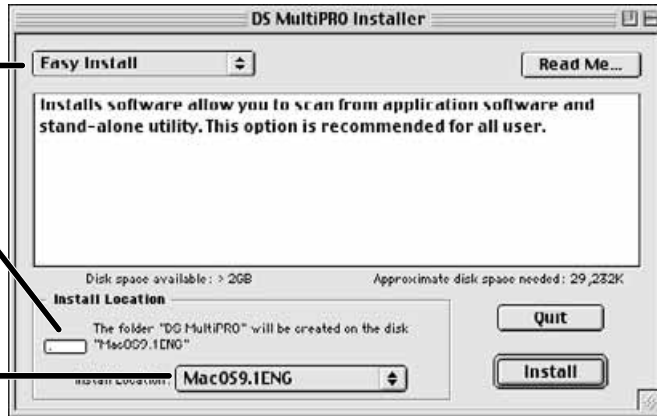 DS MultiPRO Installer
Easy Install
Read Me...
Installs software allow you to scan from application software and
stand-alone utility. This option is recommended for all user.
Disk space available: > 2GB
Approximate disk space needed: 29,232K
Install Location
The folder "DS MultiPRO" will be created on the disk
"MacOS9.1ENG"
Quit
Install Location: MacOS9.1ENG
Install